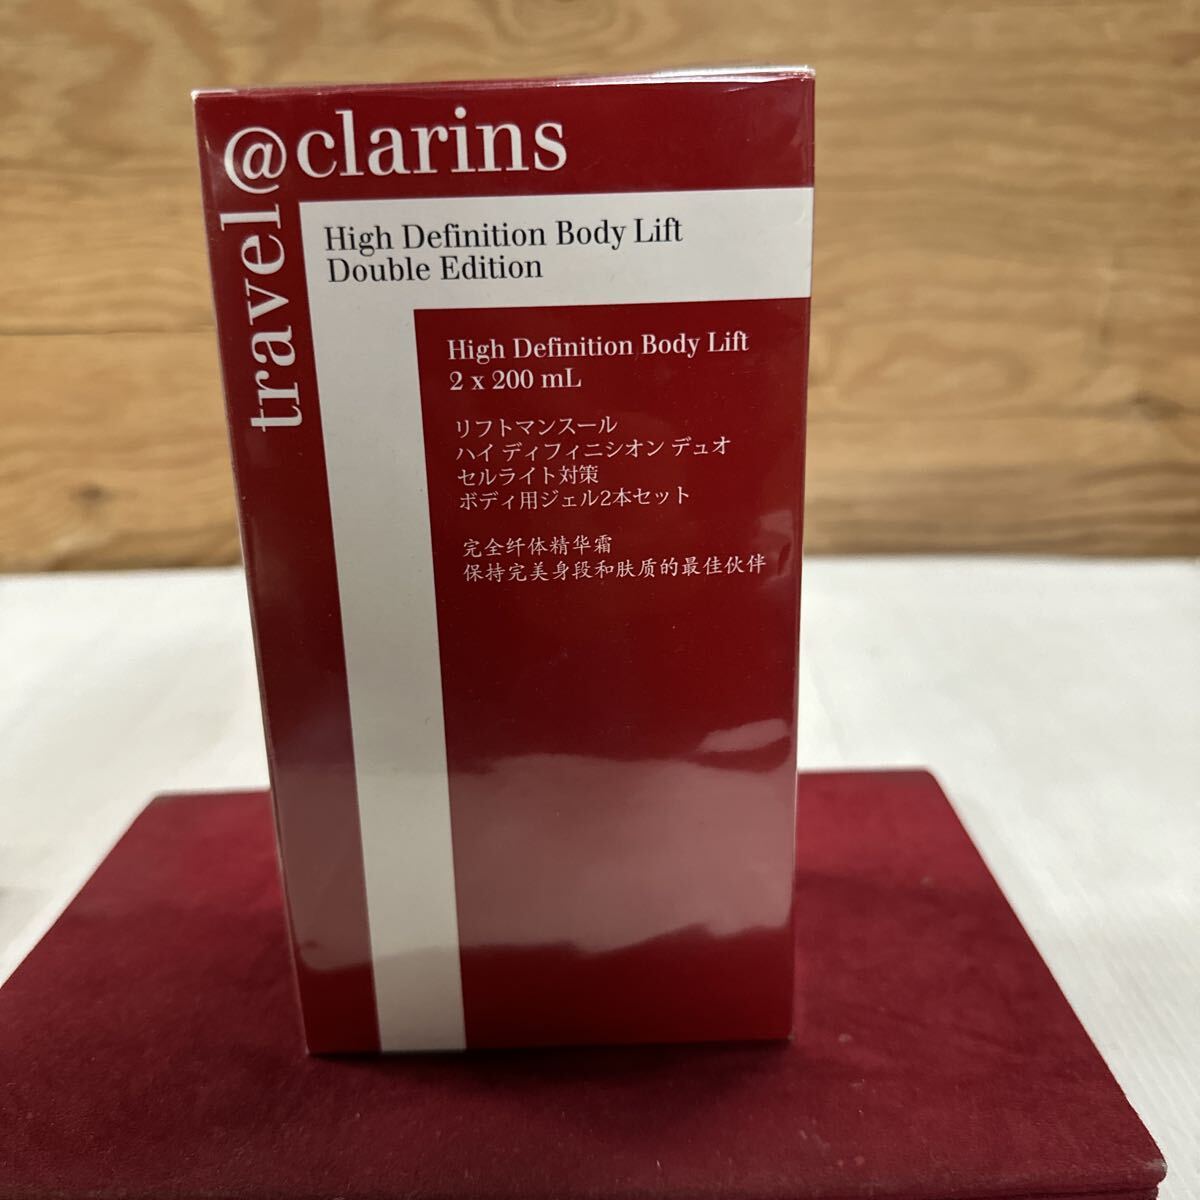 travel@clarins
High Definition Body Lift
Double Edition
High Definition Body Lift
2 x 200 mL
リフトマンスール
ハイ ディフィニシオン デュオ
セルライト対策
ボディ用ジェル2本セット
完全纤体精华霜
保持完美身段和肤质的最佳伙伴